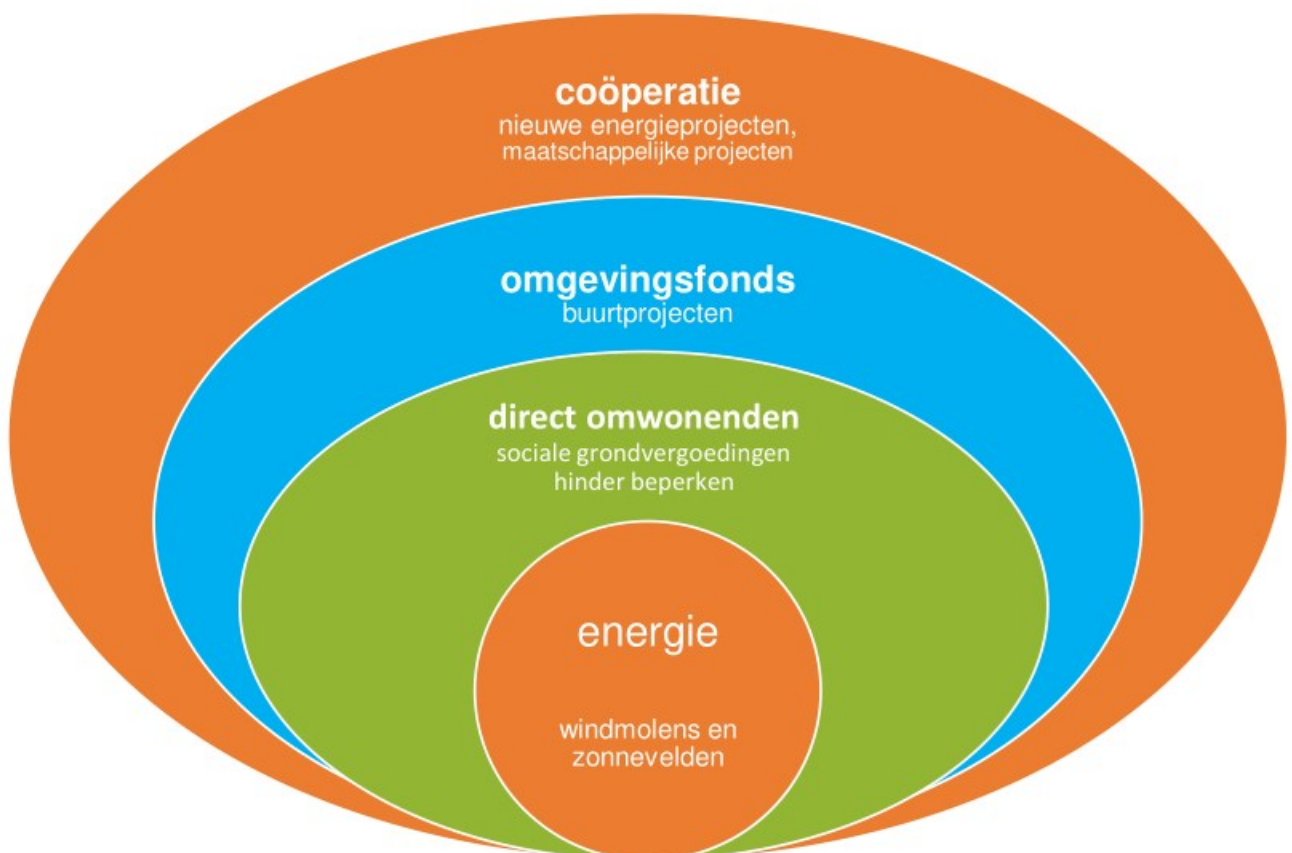 coöperatie
nieuwe energieprojecten,
maatschappelijke projecten
omgevingsfonds
buurtprojecten
direct omwonenden
sociale grondvergoedingen
hinder beperken
energie
windmolens en
zonnevelden